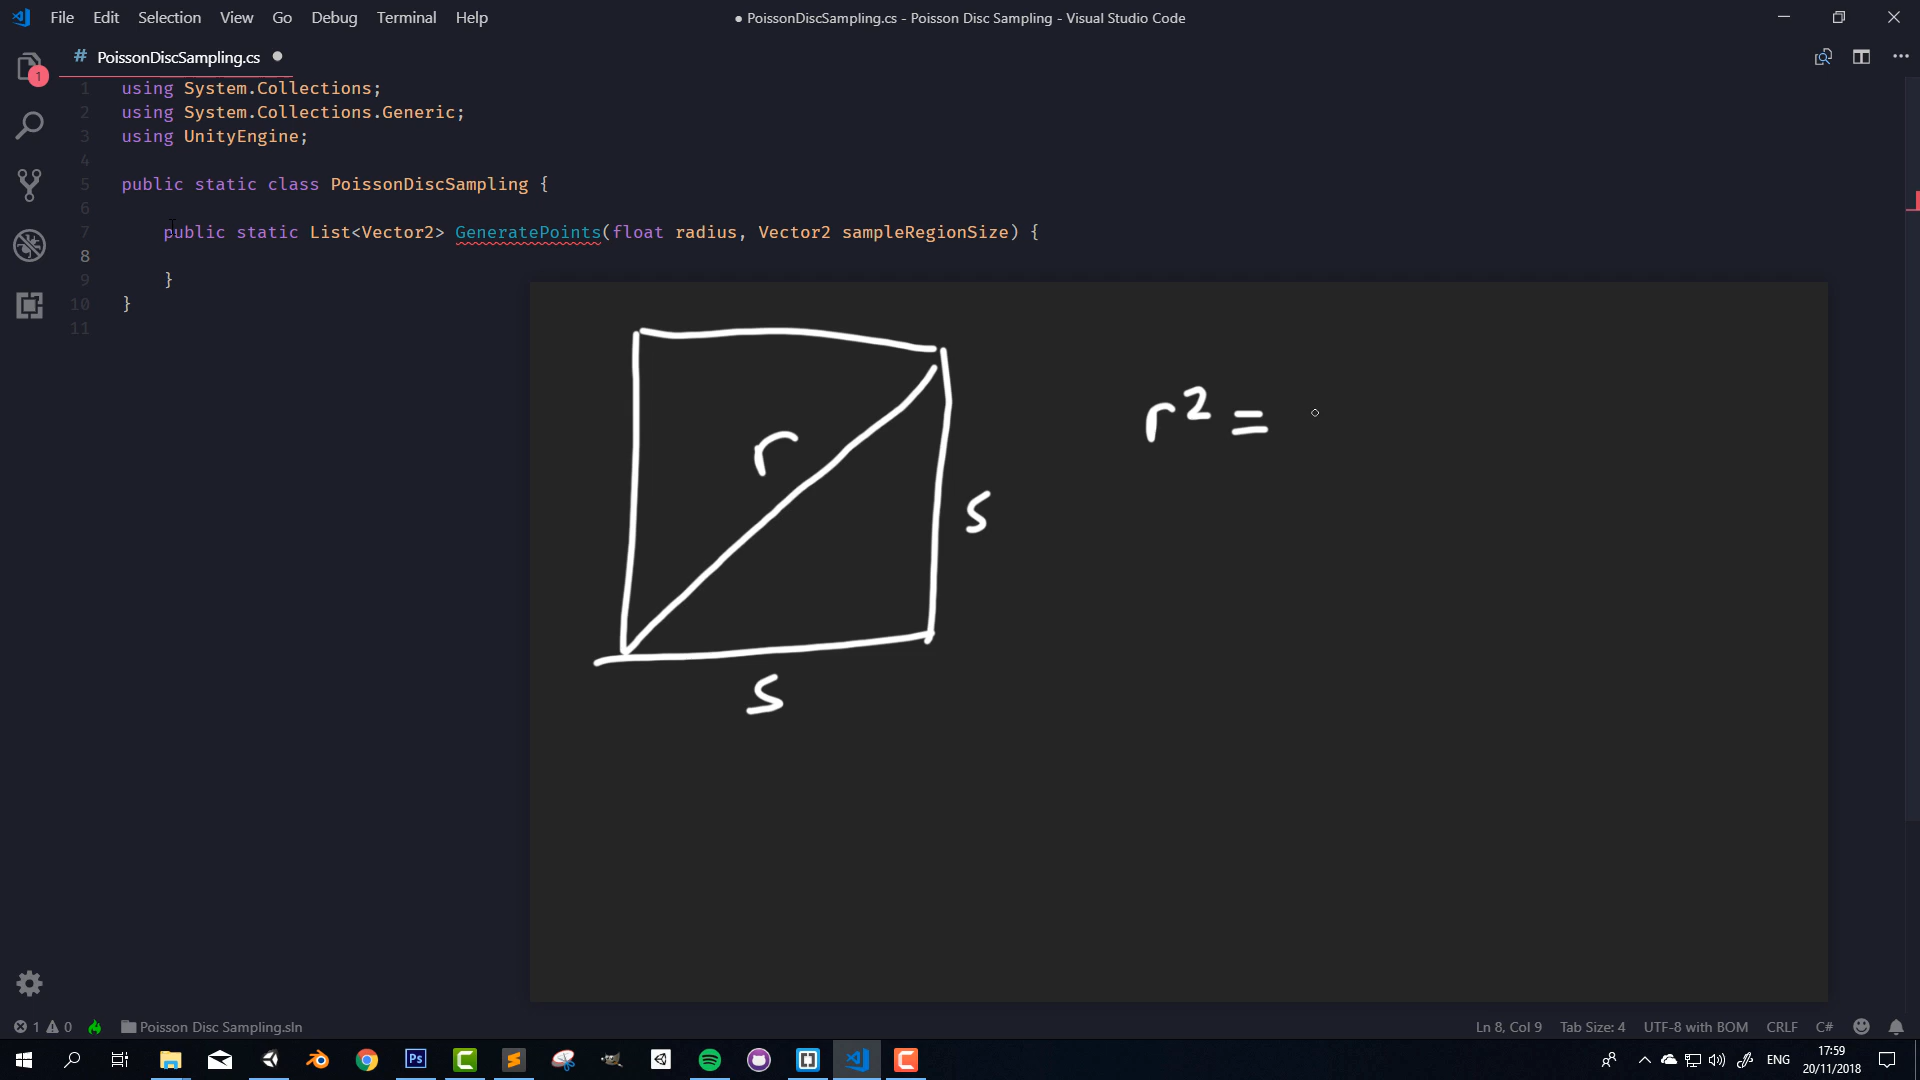 File Edit Selection View Go Debug Terminal Help
● PoissonDiscSampling.cs - Poisson Disc Sampling - Visual Studio Code
# PoissonDiscSampling.cs ●
1
1 using System.Collections;
2 using System.Collections.Generic;
3 using UnityEngine;
4
5 public static class PoissonDiscSampling {
6
7 public static List<Vector2> GeneratePoints(float radius, Vector2 sampleRegionSize) {
8
9 }
10 }
11
r
s
s
r² =
1 0 Poisson Disc Sampling.sln
Ln 8, Col 9 Tab Size: 4 UTF-8 with BOM CRLF C#
Ps
ENG
17:59
20/11/2018